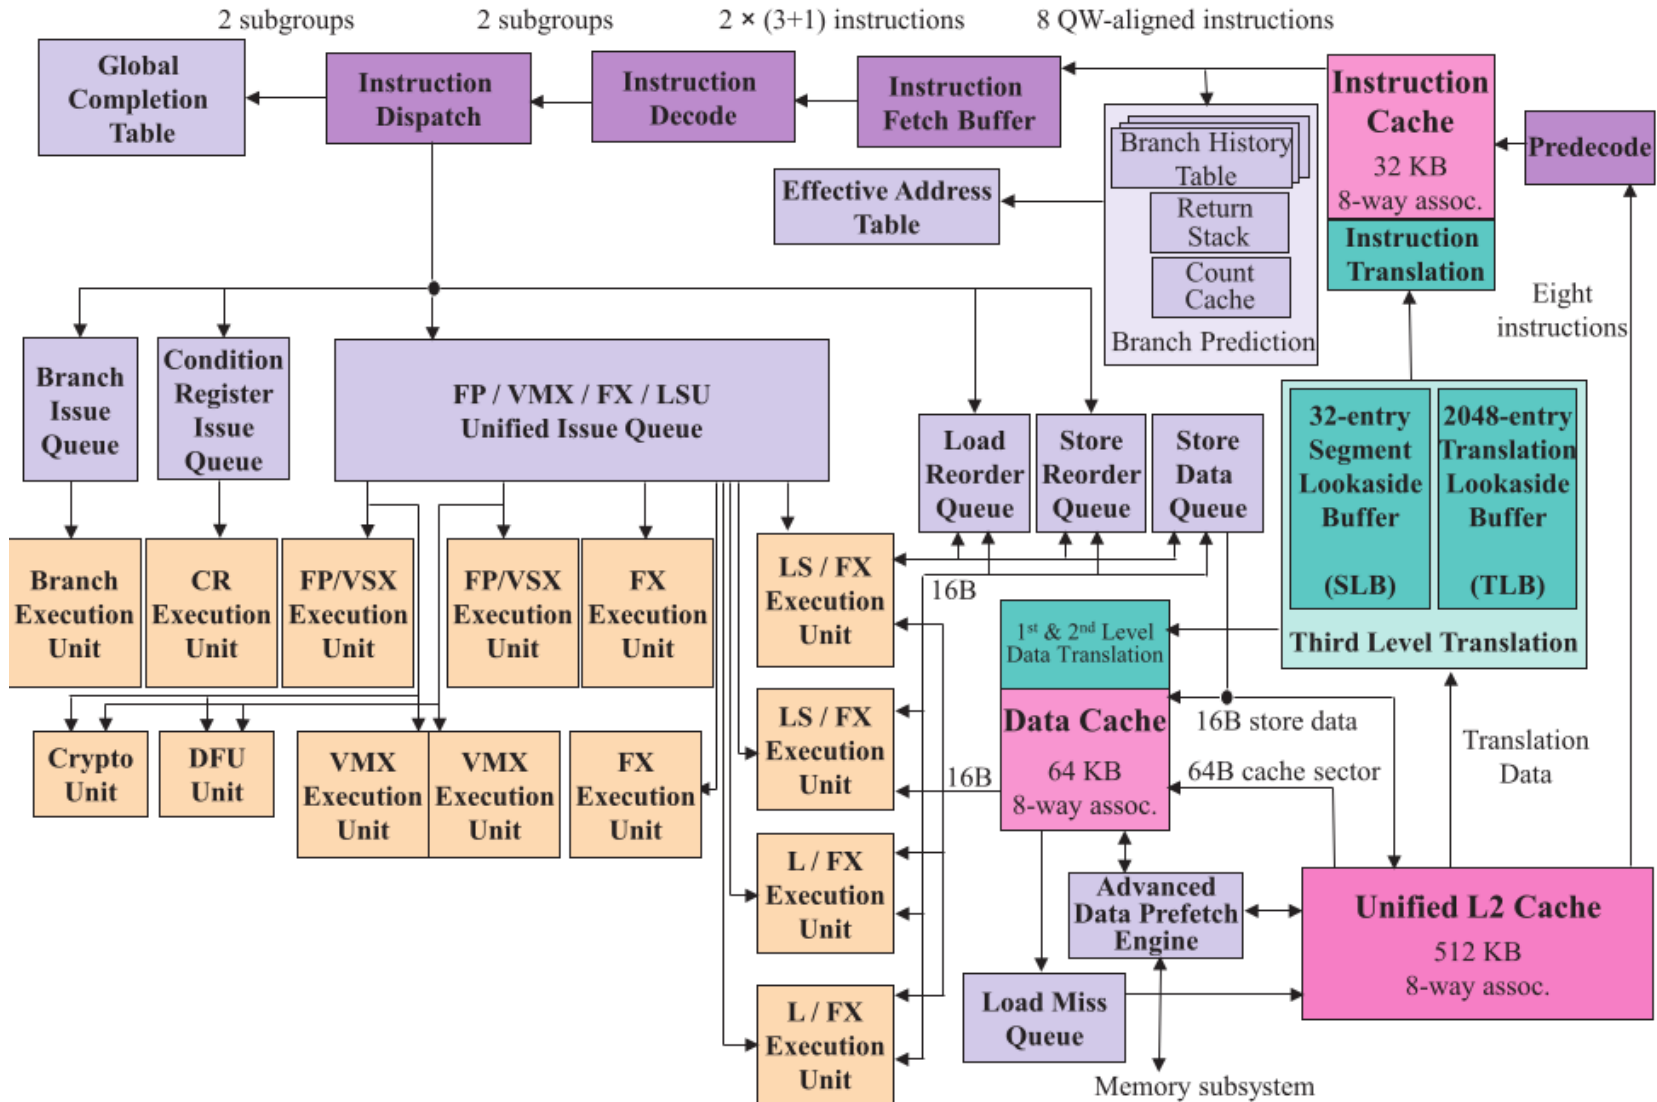 2 subgroups
2 subgroups
2 × (3+1) instructions
8 QW-aligned instructions
Global
Completion
Table
Instruction
Dispatch
Instruction
Decode
Instruction
Fetch Buffer
Instruction
Cache
32 KB
8-way assoc.
Instruction
Translation
Predecode
Branch History
Table
Return
Stack
Count
Cache
Branch Prediction
Effective Address
Table
Eight
instructions
Branch
Issue
Queue
Condition
Register
Issue
Queue
FP / VMX / FX / LSU
Unified Issue Queue
Load
Reorder
Queue
Store
Reorder
Queue
Store
Data
Queue
32-entry
Segment
Lookaside
Buffer
(SLB)
2048-entry
Translation
Lookaside
Buffer
(TLB)
Third Level Translation
Branch
Execution
Unit
CR
Execution
Unit
FP/VSX
Execution
Unit
FP/VSX
Execution
Unit
FX
Execution
Unit
LS / FX
Execution
Unit
16B
1st & 2nd Level
Data Translation
Data Cache
64 KB
8-way assoc.
16B store data
64B cache sector
Translation
Data
Crypto
Unit
DFU
Unit
VMX
Execution
Unit
VMX
Execution
Unit
FX
Execution
Unit
LS / FX
Execution
Unit
16B
L / FX
Execution
Unit
Advanced
Data Prefetch
Engine
Unified L2 Cache
512 KB
8-way assoc.
L / FX
Execution
Unit
Load Miss
Queue
Memory subsystem